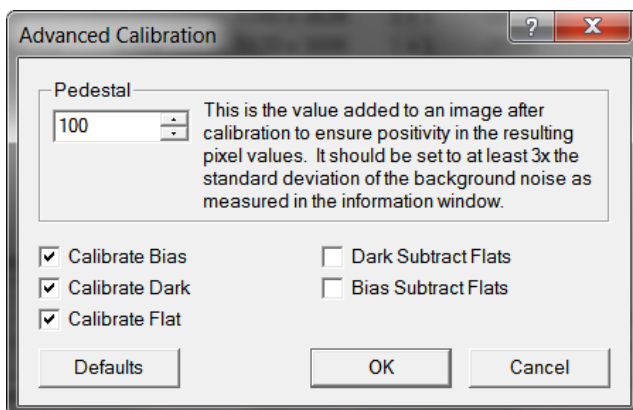 Advanced Calibration
?
X
Pedestal
100
This is the value added to an image after
calibration to ensure positivity in the resulting
pixel values. It should be set to at least 3x the
standard deviation of the background noise as
measured in the information window.
Calibrate Bias
Dark Subtract Flats
Calibrate Dark
Bias Subtract Flats
Calibrate Flat
Defaults
OK
Cancel